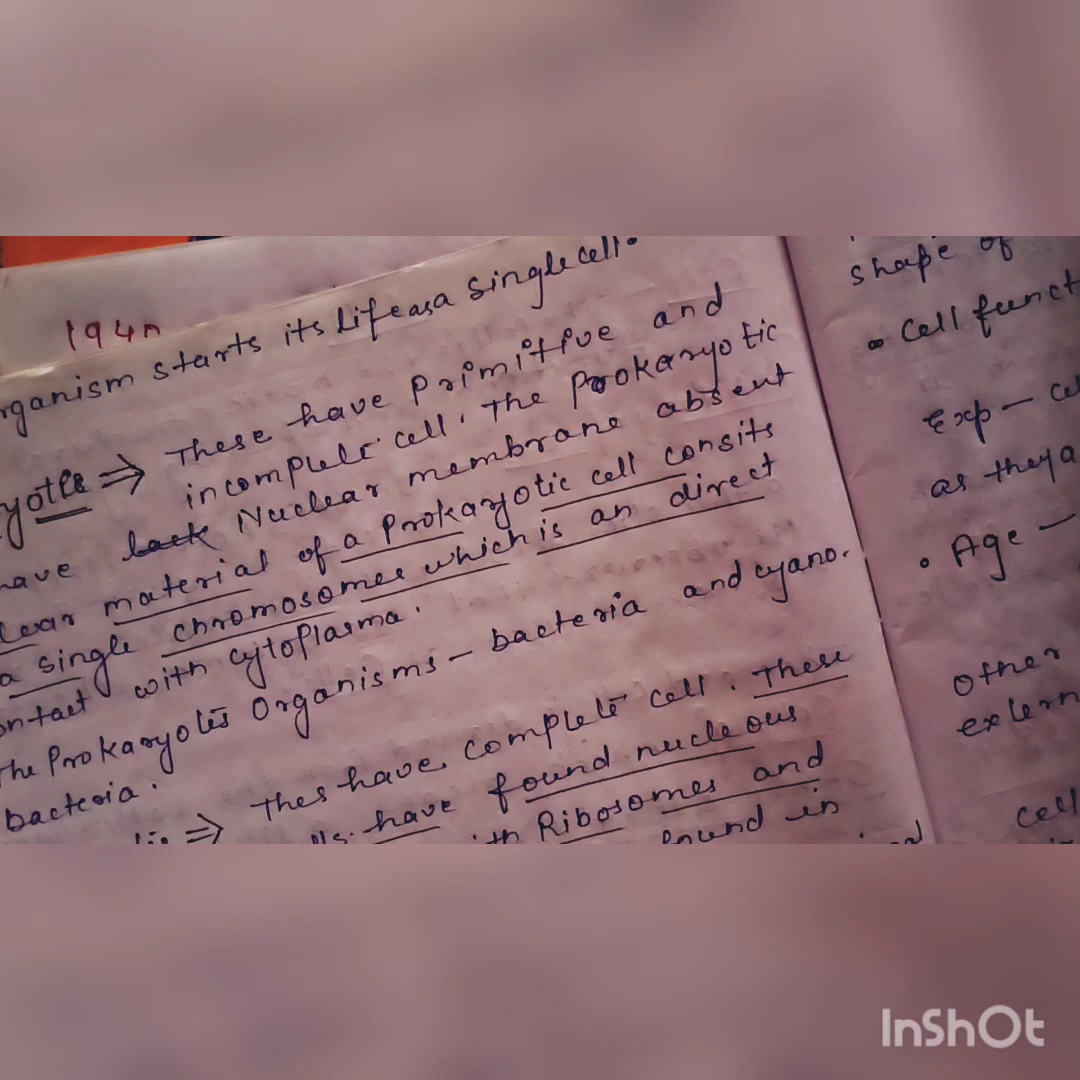 194n
rganism starts its life as a single cell.
yotes ⇒ These have primitive and
incomplete cell. The Prokaryotic
have lack Nuclear membrane absent
lear material of a Prokaryotic cell consits
a single chromosomes which is an direct
ontact with cytoplasma.
The Prokaryotes Organisms - bacteria and cyano.
bacteria.
⇒ Thes have complete cell. These
have found nucleous
Ribosomes and
found in
shape of
• Cell funct
Exp - ce
as they a
• Age -
Other
extern
cell
InShOt